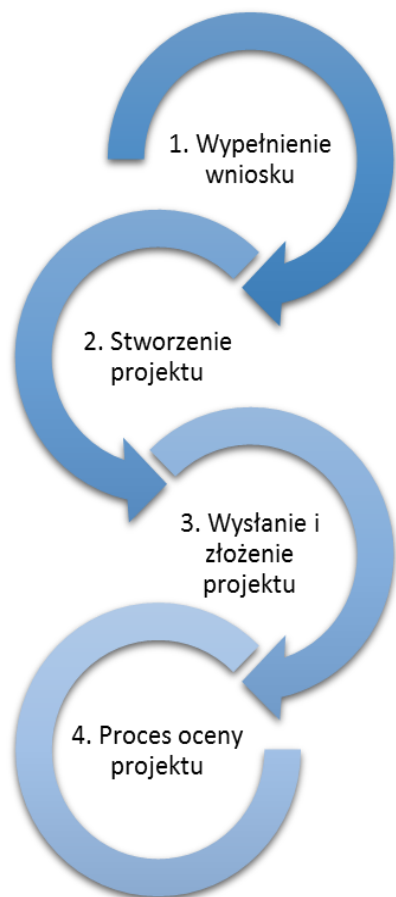 1. Wypełnienie
wniosku
2. Stworzenie
projektu
3. Wysłanie i
złożenie
projektu
4. Proces oceny
projektu